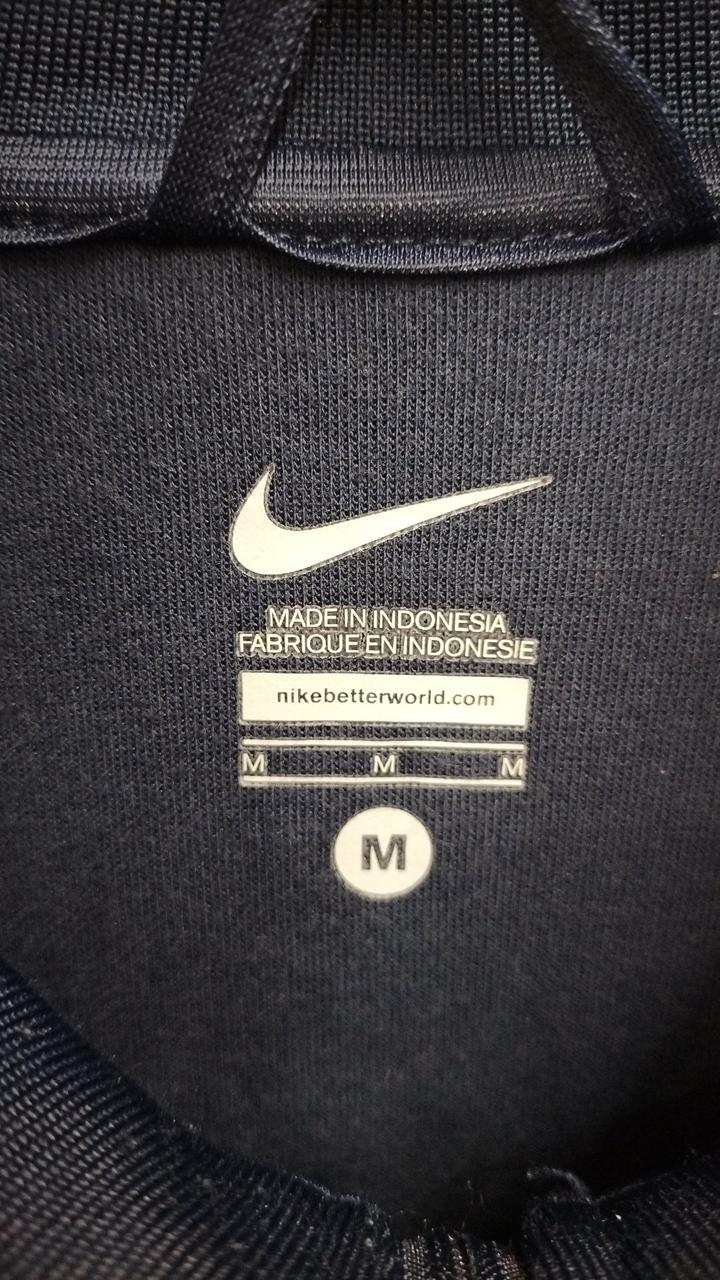 MADE IN INDONESIA
FABRIQUE EN INDONESIE
nikebetterworld.com
M M M
M